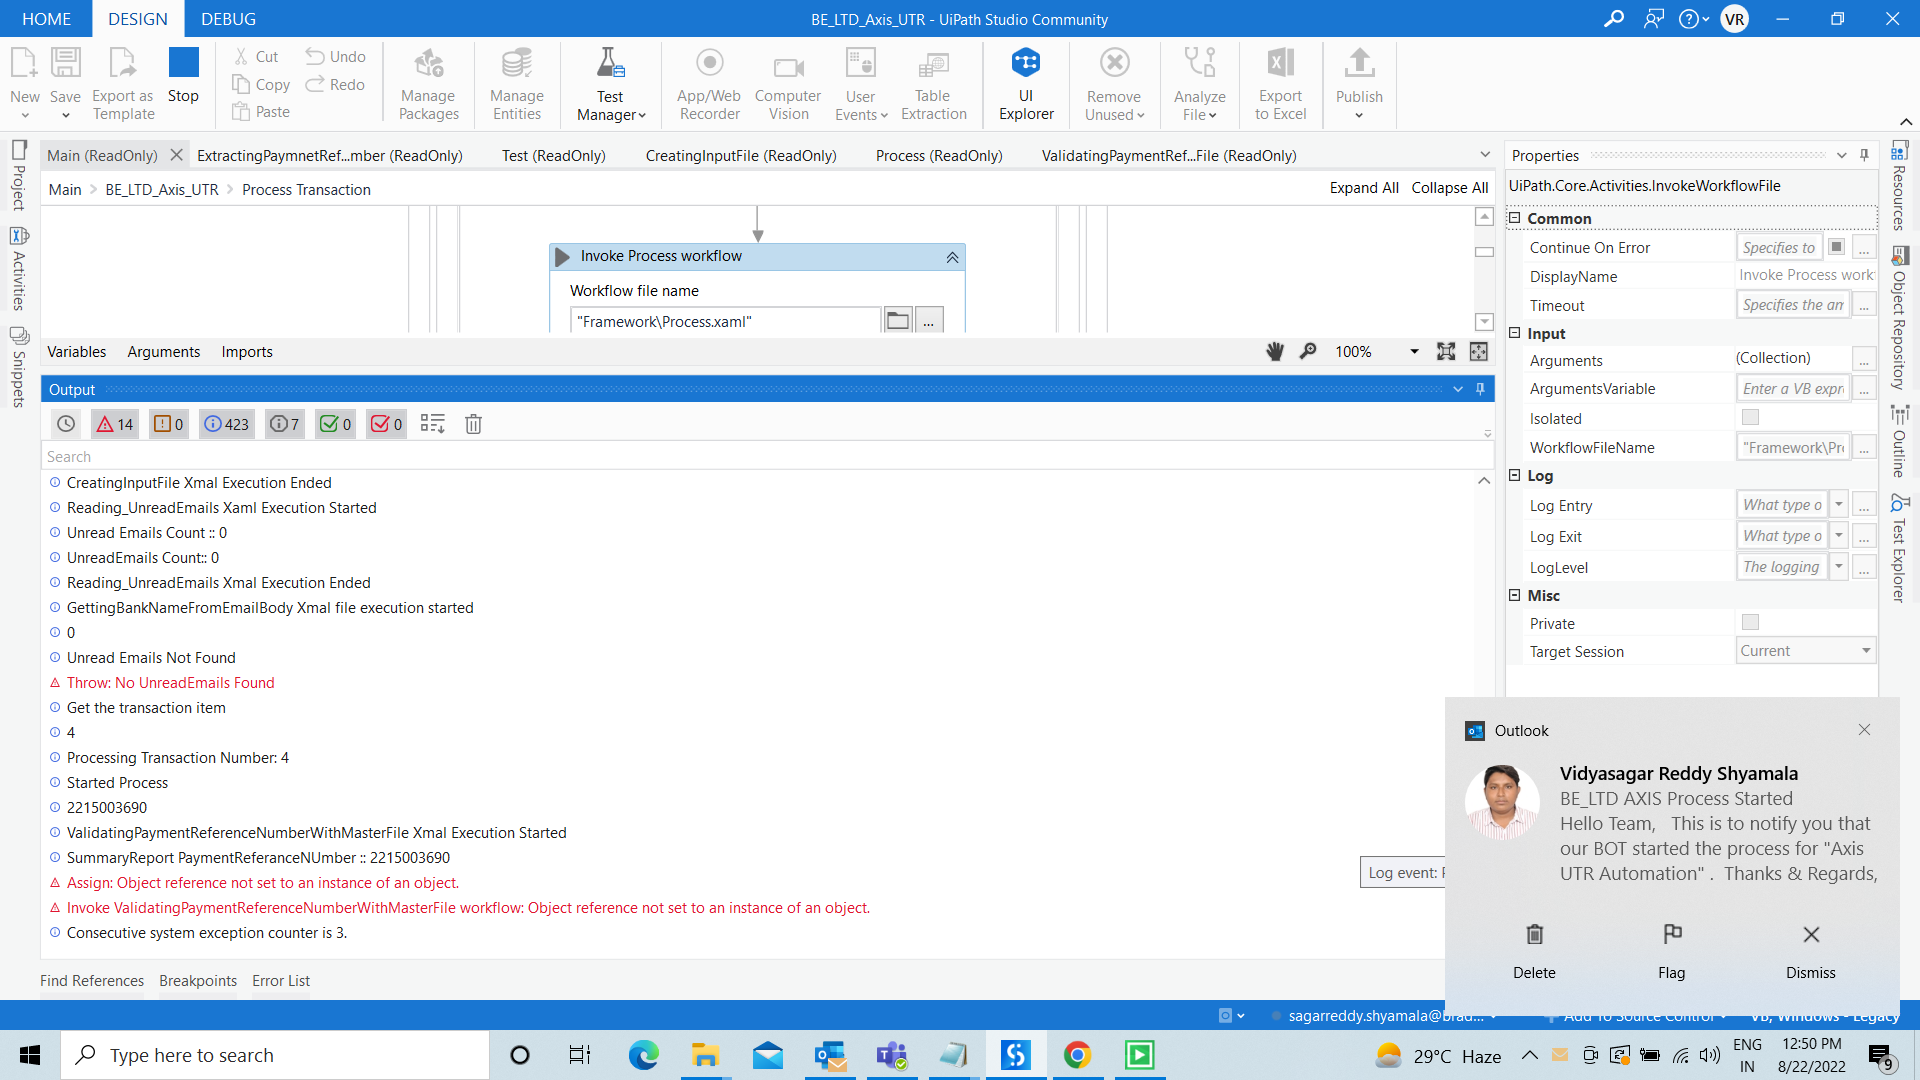 HOME DESIGN DEBUG
BE_LTD_Axis_UTR - UiPath Studio Community
VR
New Save Export as Template Stop
Cut Copy Paste Undo Redo
Manage Packages
Manage Entities
Test Manager
App/Web Recorder
Computer Vision
User Events
Table Extraction
UI Explorer
Remove Unused
Analyze File
Export to Excel
Publish
Project
Activities
Snippets
Main (ReadOnly) ExtractingPaymnetRef...mber (ReadOnly) Test (ReadOnly) CreatingInputFile (ReadOnly) Process (ReadOnly) ValidatingPaymentRef...File (ReadOnly)
Main BE_LTD_Axis_UTR Process Transaction
Expand All Collapse All
Invoke Process workflow
Workflow file name
"Framework\Process.xaml"
...
Variables Arguments Imports
100%
Output
14 0 423 7 0 0
Search
CreatingInputFile Xmal Execution Ended
Reading_UnreadEmails Xaml Execution Started
Unread Emails Count :: 0
UnreadEmails Count:: 0
Reading_UnreadEmails Xmal Execution Ended
GettingBankNameFromEmailBody Xmal file execution started
0
Unread Emails Not Found
Throw: No UnreadEmails Found
Get the transaction item
4
Processing Transaction Number: 4
Started Process
2215003690
ValidatingPaymentReferenceNumberWithMasterFile Xmal Execution Started
SummaryReport PaymentReferanceNUmber :: 2215003690
Assign: Object reference not set to an instance of an object.
Invoke ValidatingPaymentReferenceNumberWithMasterFile workflow: Object reference not set to an instance of an object.
Consecutive system exception counter is 3.
Log event:
Find References Breakpoints Error List
Properties
UiPath.Core.Activities.InvokeWorkflowFile
Common
Continue On Error Specifies to ...
DisplayName Invoke Process work
Timeout Specifies the am ...
Input
Arguments (Collection) ...
ArgumentsVariable Enter a VB expre ...
Isolated
WorkflowFileName "Framework\Pro ...
Log
Log Entry What type o ...
Log Exit What type o ...
LogLevel The logging ...
Misc
Private
Target Session Current
Resources
Object Repository
Outline
Test Explorer
Outlook
Vidyasagar Reddy Shyamala
BE_LTD AXIS Process Started
Hello Team, This is to notify you that
our BOT started the process for "Axis
UTR Automation" . Thanks & Regards,
Delete Flag Dismiss
sagarreddy.shyamala@brad... Add To Source Control VB, Windows - Legacy
Type here to search
29°C Haze
ENG
IN
12:50 PM
8/22/2022
9